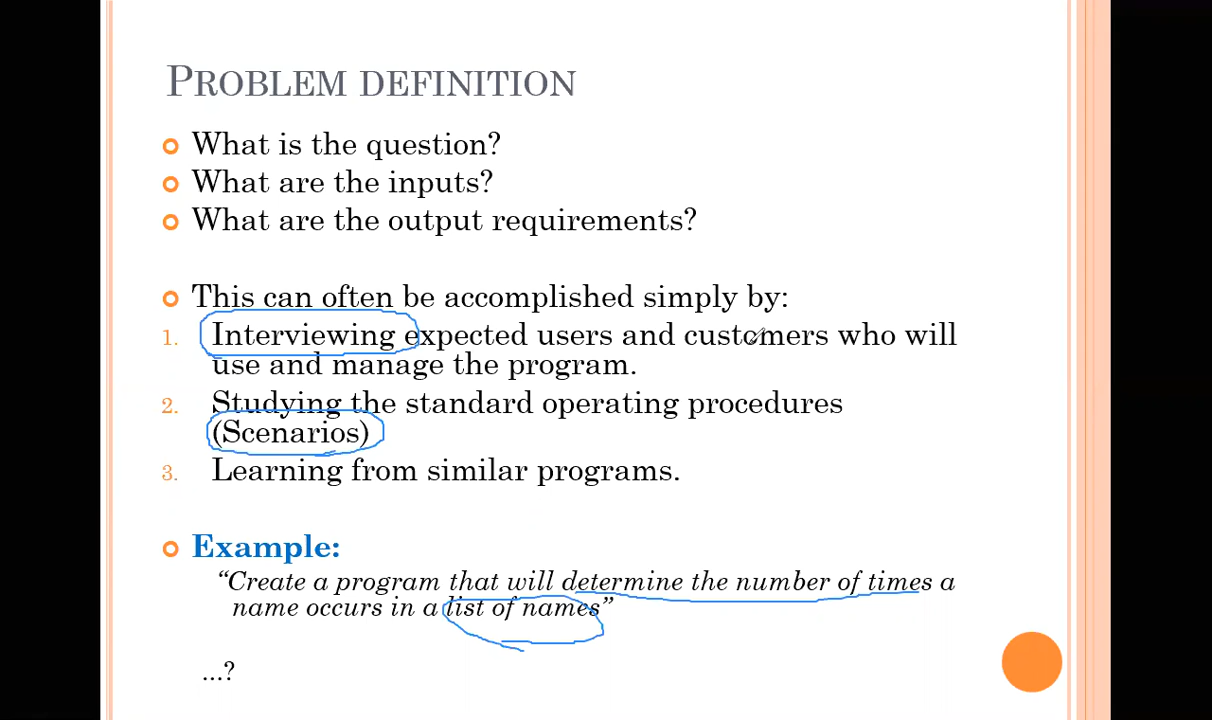 PROBLEM DEFINITION
What is the question?
What are the inputs?
What are the output requirements?
This can often be accomplished simply by:
1. Interviewing expected users and customers who will
use and manage the program.
2. Studying the standard operating procedures
(Scenarios)
3. Learning from similar programs.
Example:
“Create a program that will determine the number of times a
name occurs in a list of names”
...?